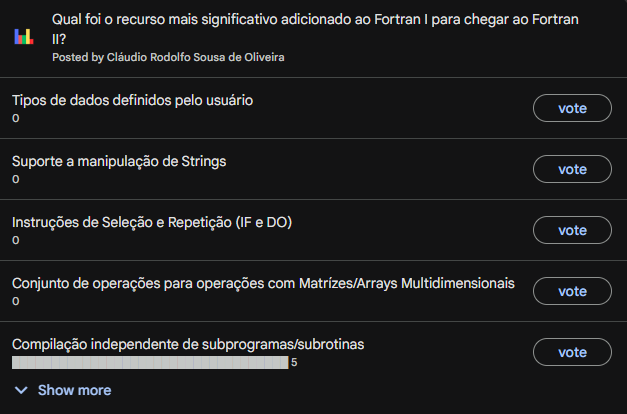 Qual foi o recurso mais significativo adicionado ao Fortran I para chegar ao Fortran
II?
Posted by Cláudio Rodolfo Sousa de Oliveira
Tipos de dados definidos pelo usuário
0
vote
Suporte a manipulação de Strings
0
vote
Instruções de Seleção e Repetição (IF e DO)
0
vote
Conjunto de operações para operações com Matrízes/Arrays Multidimensionais
0
vote
Compilação independente de subprogramas/subrotinas
5
vote
Show more